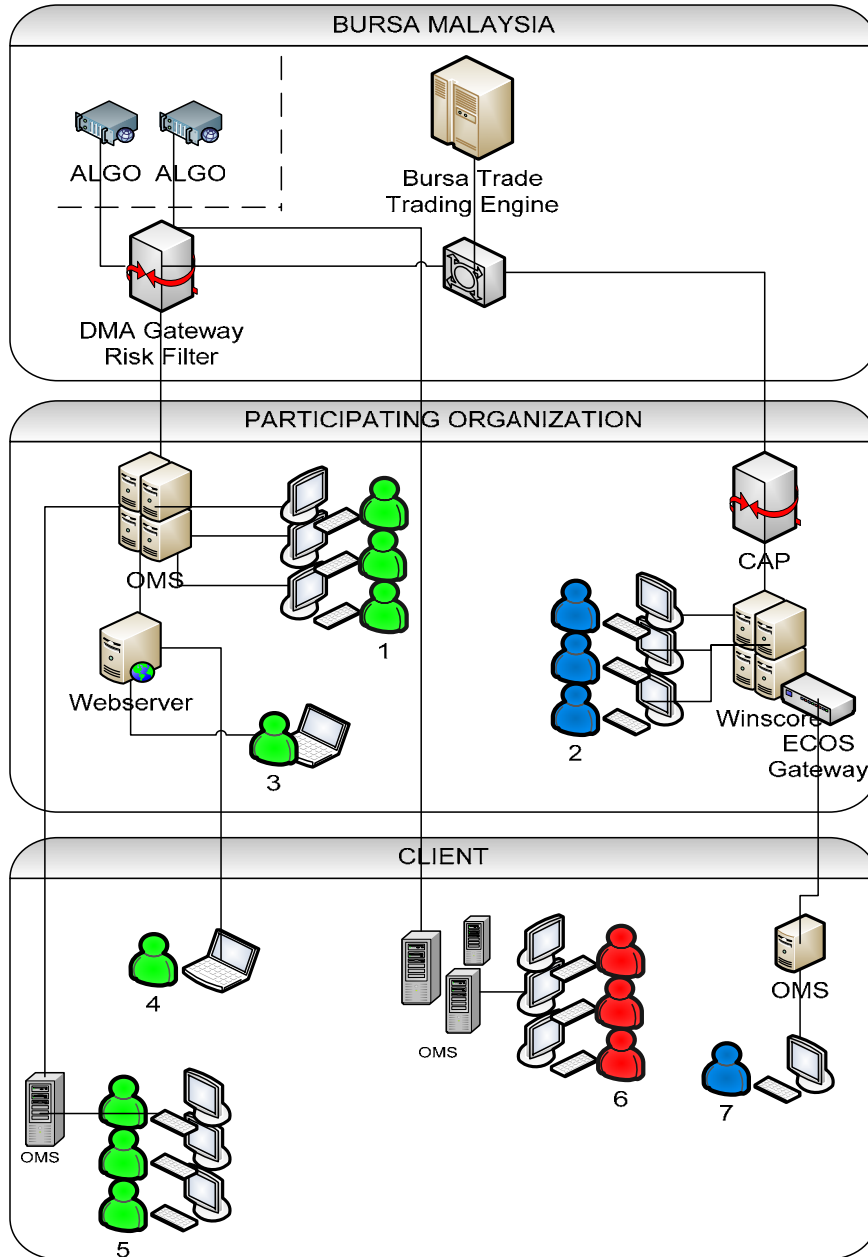 BURSA MALAYSIA
ALGO
ALGO
Bursa Trade
Trading Engine
DMA Gateway
Risk Filter
PARTICIPATING ORGANIZATION
OMS
CAP
1
Webserver
Winscore
ECOS
Gateway
2
3
CLIENT
4
OMS
OMS
6
7
OMS
5